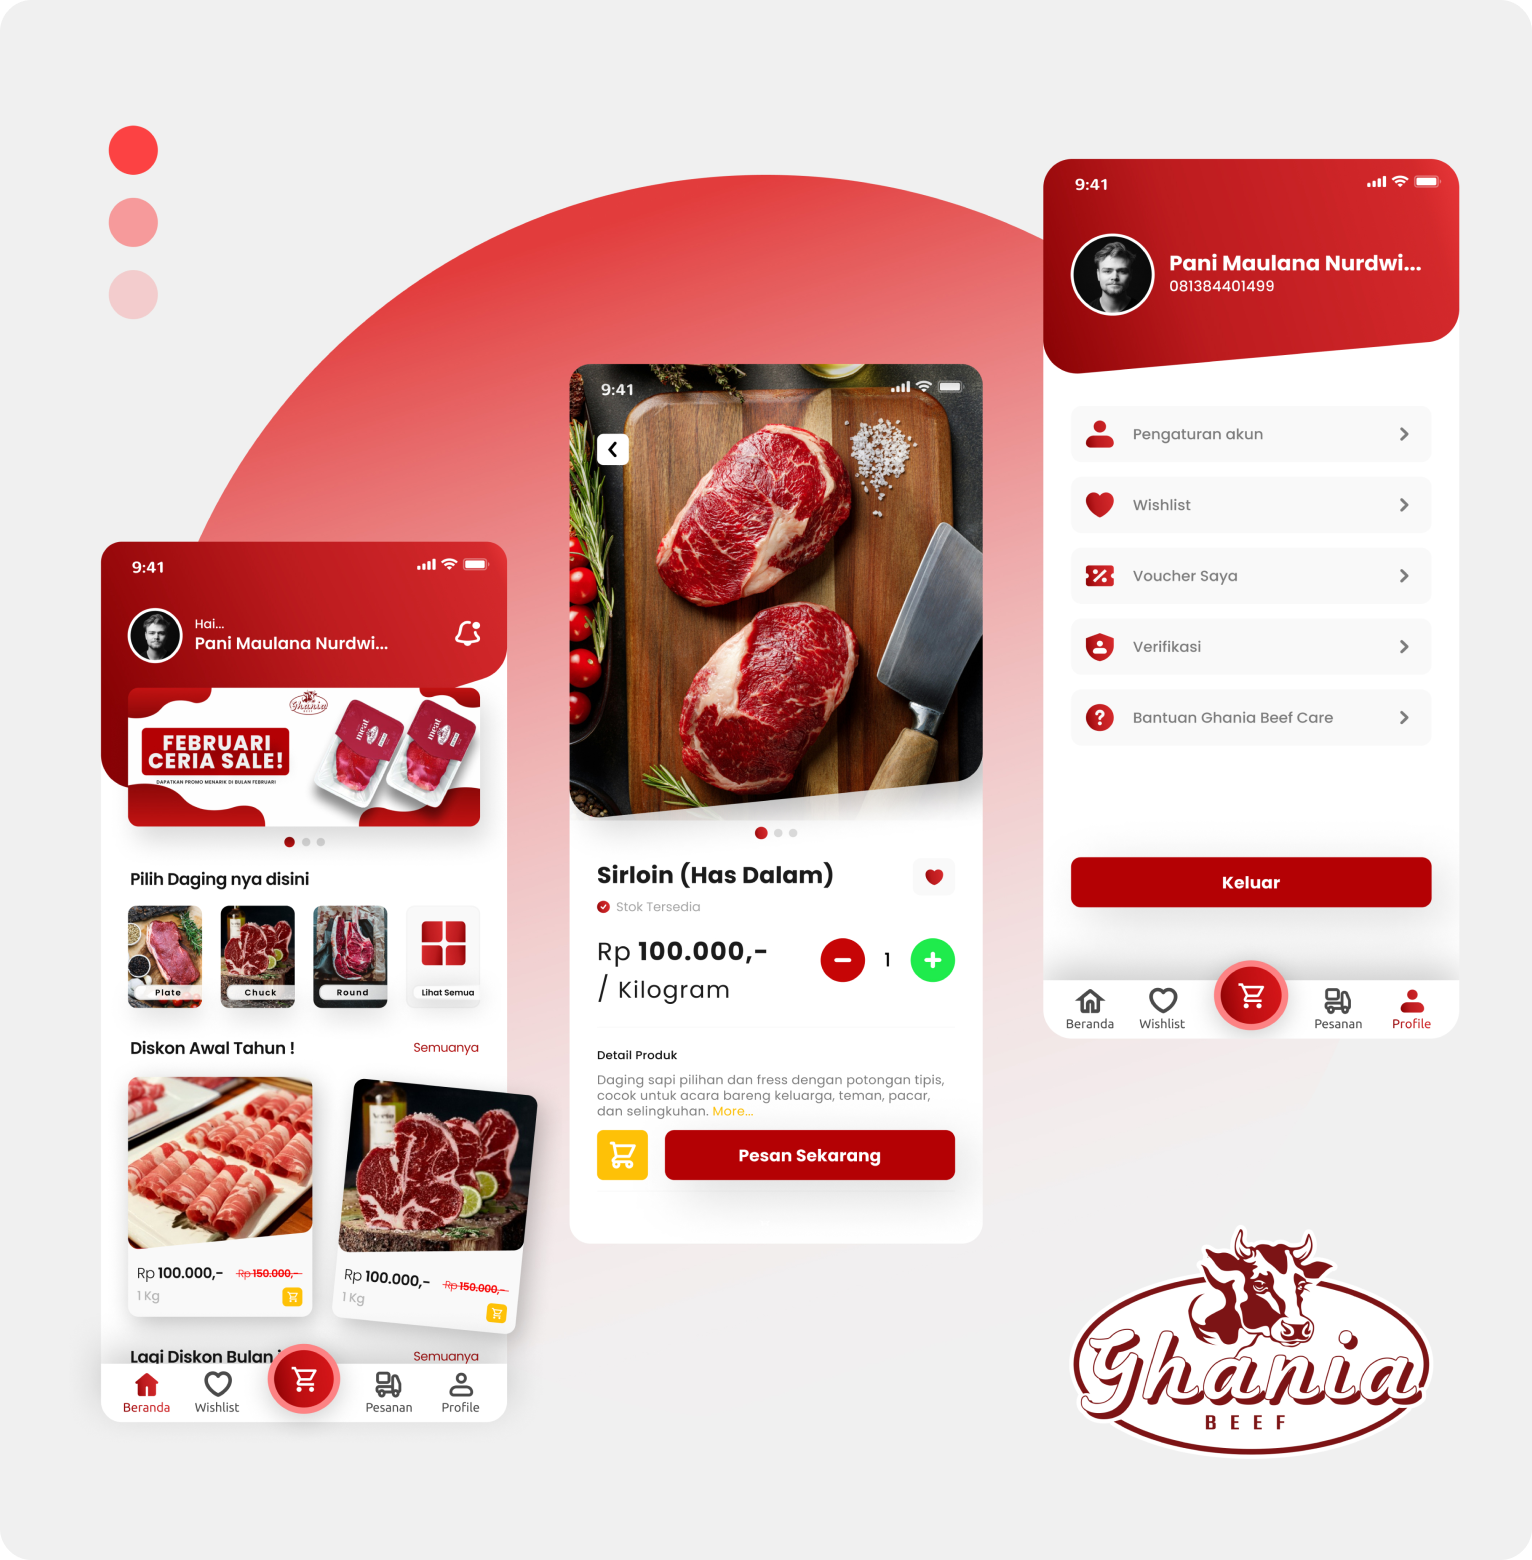 9:41
Hai...
Pani Maulana Nurdwi...
Ghania
BEEF
FEBRUARI
CERIA SALE!
DAPATKAN PROMO MENARIK DI BULAN FEBRUARI
meat
meat
Pilih Daging nya disini
Plate
Chuck
Round
Lihat Semua
Diskon Awal Tahun !
Semuanya
Rp 100.000,-
Rp 150.000,-
1 Kg
Rp 100.000,-
Rp 150.000,-
1 Kg
Lagi Diskon Bulan
Semuanya
Beranda
Wishlist
Pesanan
Profile
9:41
Sirloin (Has Dalam)
Stok Tersedia
Rp 100.000,-
/ Kilogram
1
Detail Produk
Daging sapi pilihan dan fress dengan potongan tipis,
cocok untuk acara bareng keluarga, teman, pacar,
dan selingkuhan. More...
Pesan Sekarang
9:41
Pani Maulana Nurdwi...
081384401499
Pengaturan akun
Wishlist
Voucher Saya
Verifikasi
Bantuan Ghania Beef Care
Keluar
Beranda
Wishlist
Pesanan
Profile
Ghania
BEEF